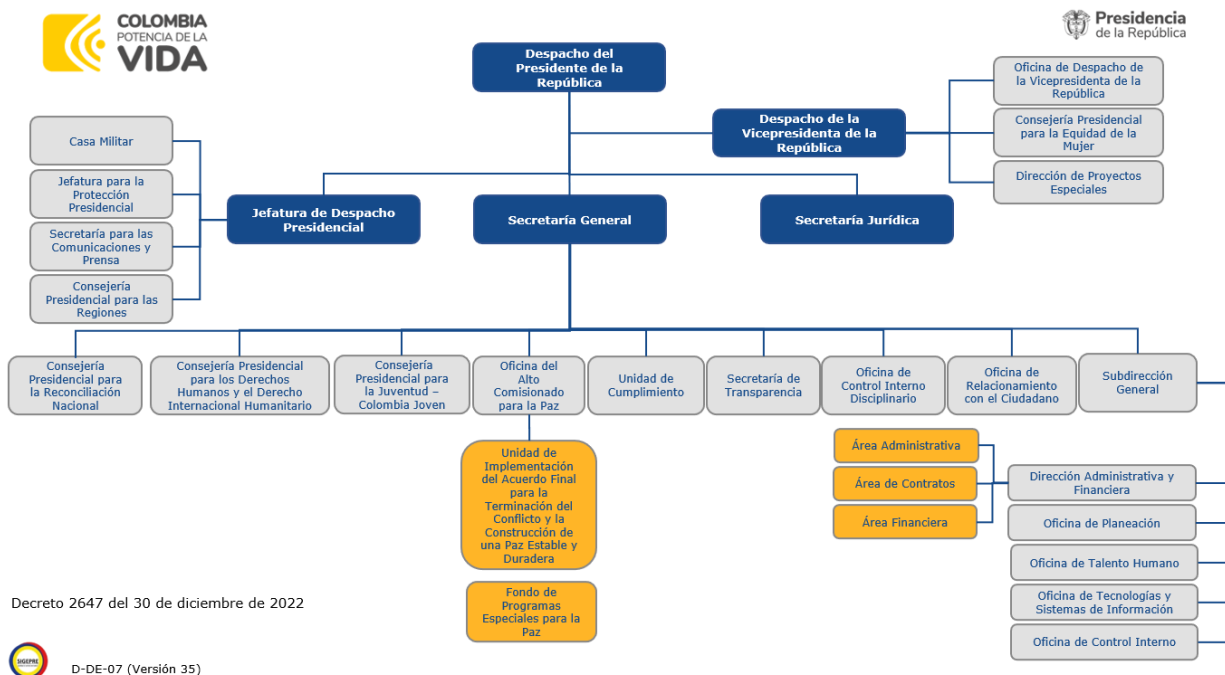 COLOMBIA
POTENCIA DE LA
VIDA
Presidencia
de la República
Despacho del
Presidente de la
República
Despacho de la
Vicepresidenta de la
República
Oficina de Despacho de
la Vicepresidenta de la
República
Consejería Presidencial
para la Equidad de la
Mujer
Dirección de Proyectos
Especiales
Casa Militar
Jefatura para la
Protección
Presidencial
Secretaría para las
Comunicaciones y
Prensa
Consejería
Presidencial para las
Regiones
Jefatura de Despacho
Presidencial
Secretaría General
Secretaría Jurídica
Consejería
Presidencial para
la Reconciliación
Nacional
Consejería Presidencial
para los Derechos
Humanos y el Derecho
Internacional Humanitario
Consejería
Presidencial para
la Juventud –
Colombia Joven
Oficina del
Alto
Comisionado
para la Paz
Unidad de
Cumplimiento
Secretaría de
Transparencia
Oficina de
Control Interno
Disciplinario
Oficina de
Relacionamiento
con el Ciudadano
Subdirección
General
Unidad de
Implementación
del Acuerdo Final
para la
Terminación del
Conflicto y la
Construcción de
una Paz Estable y
Duradera
Fondo de
Programas
Especiales para la
Paz
Área Administrativa
Área de Contratos
Área Financiera
Dirección Administrativa y
Financiera
Oficina de Planeación
Oficina de Talento Humano
Oficina de Tecnologías y
Sistemas de Información
Oficina de Control Interno
Decreto 2647 del 30 de diciembre de 2022
SIGEPRE
D-DE-07 (Versión 35)